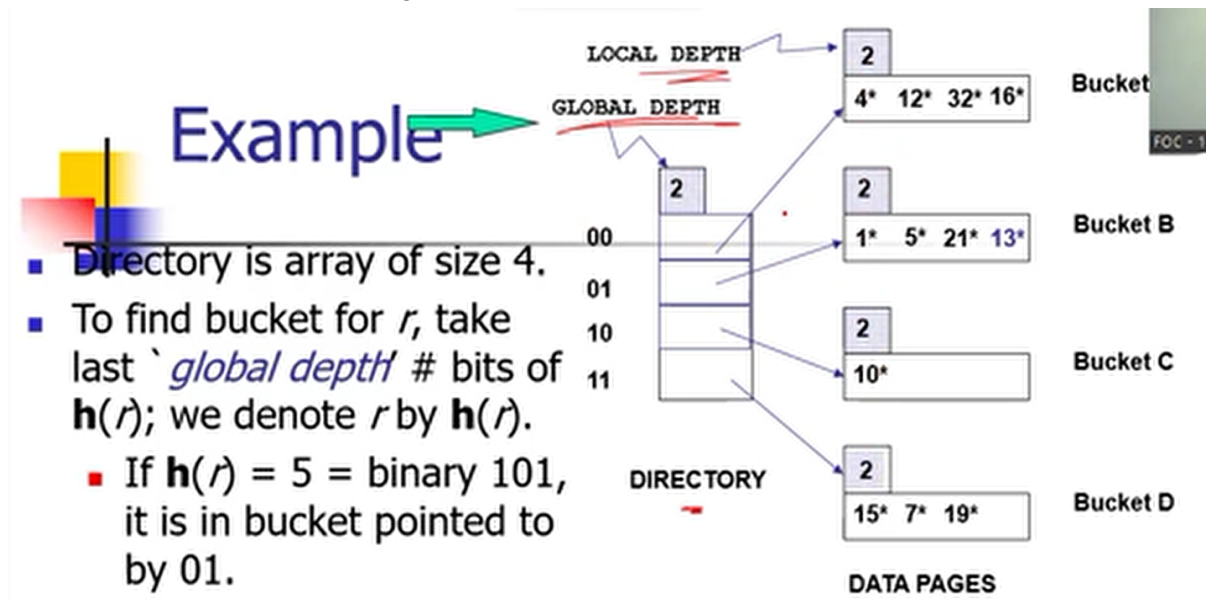 Example
Directory is array of size 4.
To find bucket for r, take
last `global depth' # bits of
h(r); we denote r by h(r).
If h(r) = 5 = binary 101,
it is in bucket pointed to
by 01.
LOCAL DEPTH
GLOBAL DEPTH
2
00
01
10
11
DIRECTORY
2
4* 12* 32* 16*
Bucket
2
1* 5* 21* 13*
Bucket B
2
10*
Bucket C
2
15* 7* 19*
Bucket D
DATA PAGES
FOC - 1